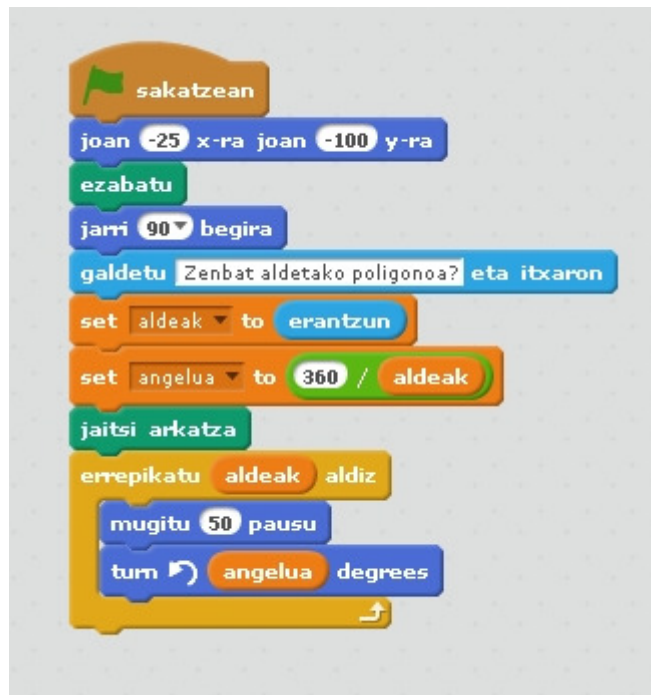 sakatzean
joan -25 x-ra joan -100 y-ra
ezabatu
jarri 90 begira
galdetu Zenbat aldetako poligonoa? eta itxaron
set aldeak to erantzun
set angelua to 360 / aldeak
jaitsi arkatza
errepikatu aldeak aldiz
mugitu 50 pausu
turn angelua degrees